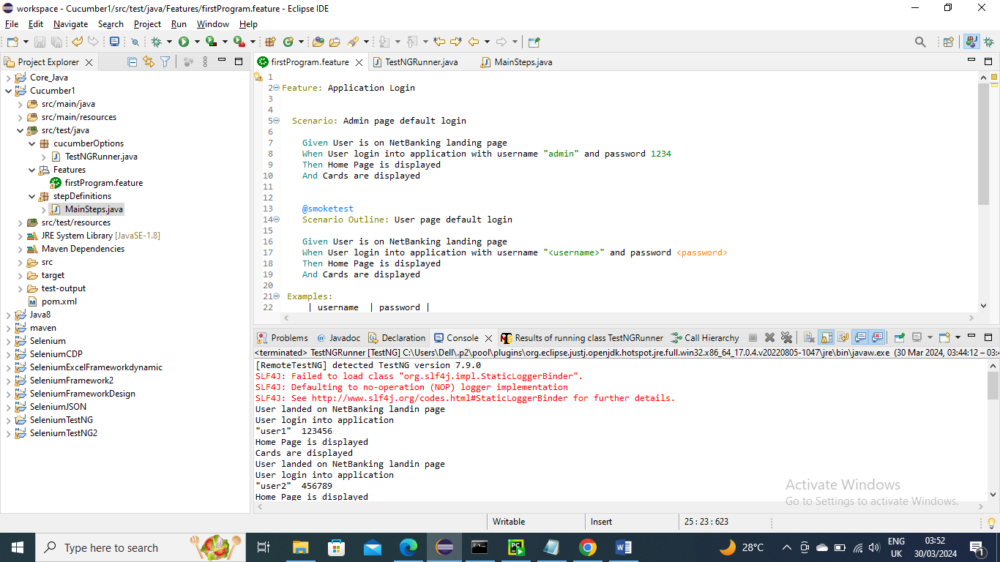 workspace - Cucumber1/src/test/java/Features/firstProgram.feature - Eclipse IDE
File Edit Navigate Search Project Run Window Help
Project Explorer
Core_Java
Cucumber1
src/main/java
src/main/resources
src/test/java
cucumberOptions
TestNGRunner.java
Features
firstProgram.feature
stepDefinitions
MainSteps.java
src/test/resources
JRE System Library [JavaSE-1.8]
Maven Dependencies
src
target
test-output
pom.xml
Java8
maven
Selenium
SeleniumCDP
SeleniumExcelFrameworkdynamic
SeleniumFramework2
SeleniumFrameworkDesign
SeleniumJSON
SeleniumTestNG
SeleniumTestNG2
firstProgram.feature TestNGRunner.java MainSteps.java
1
2 Feature: Application Login
3
4
5 Scenario: Admin page default login
6
7 Given User is on NetBanking landing page
8 When User login into application with username "admin" and password 1234
9 Then Home Page is displayed
10 And Cards are displayed
11
12
13 @smoketest
14 Scenario Outline: User page default login
15
16 Given User is on NetBanking landing page
17 When User login into application with username "<username>" and password <password>
18 Then Home Page is displayed
19 And Cards are displayed
20
21 Examples:
22 | username | password |
Problems Javadoc Declaration Console Results of running class TestNGRunner Call Hierarchy
<terminated> TestNGRunner [TestNG] C:\Users\Dell\.p2\pool\plugins\org.eclipse.justj.openjdk.hotspot.jre.full.win32.x86_64_17.0.4.v20220805-1047\jre\bin\javaw.exe (30 Mar 2024, 03:44:12 – 03:4
[RemoteTestNG] detected TestNG version 7.9.0
SLF4J: Failed to load class "org.slf4j.impl.StaticLoggerBinder".
SLF4J: Defaulting to no-operation (NOP) logger implementation
SLF4J: See http://www.slf4j.org/codes.html#StaticLoggerBinder for further details.
User landed on NetBanking landin page
User login into application
"user1" 123456
Home Page is displayed
Cards are displayed
User landed on NetBanking landin page
User login into application
"user2" 456789
Home Page is displayed
Activate Windows
Go to Settings to activate Windows.
Writable Insert 25 : 23 : 623
Type here to search
28°C
ENG
UK
03:52
30/03/2024
1